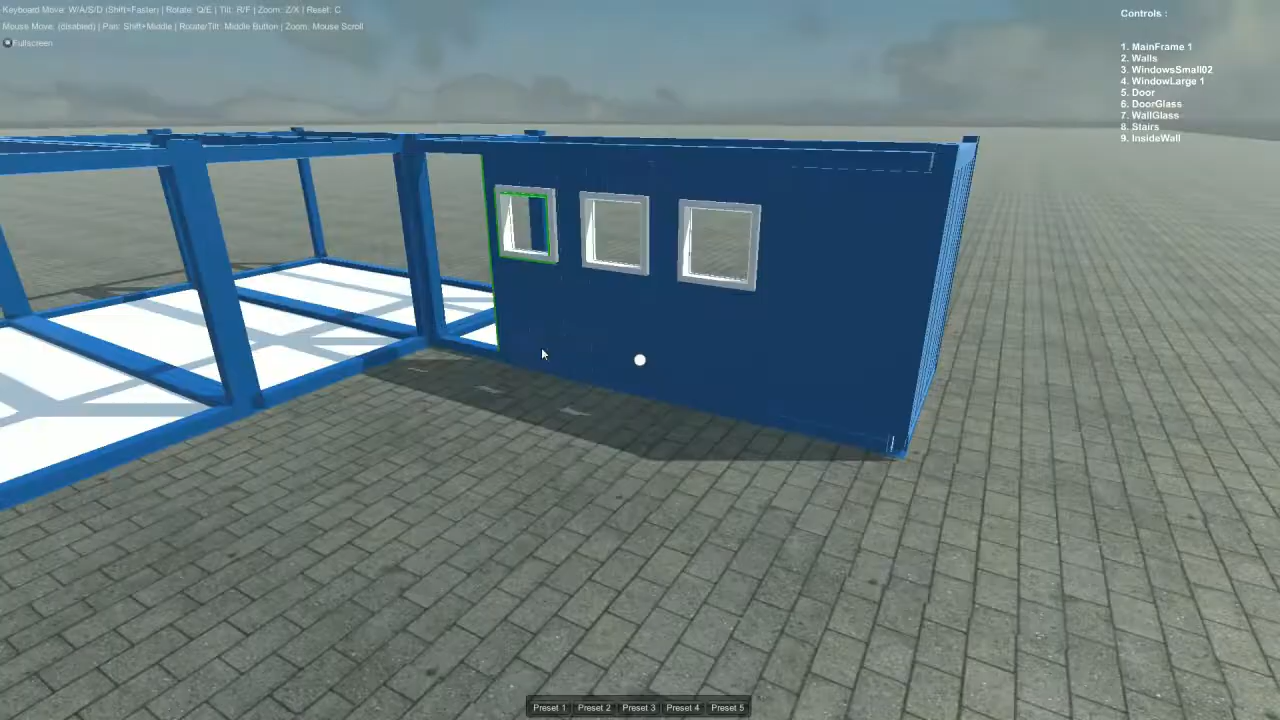 Keyboard Move: W/A/S/D (Shift=Faster) | Rotate: Q/E | Tilt: R/F | Zoom: Z/X | Reset: C
Mouse Move: (disabled) | Pan: Shift+Middle | Rotate/Tilt: Middle Button | Zoom: Mouse Scroll
Fullscreen
Controls :
1. MainFrame 1
2. Walls
3. WindowsSmall02
4. WindowLarge 1
5. Door
6. DoorGlass
7. WallGlass
8. Stairs
9. InsideWall
Preset 1 Preset 2 Preset 3 Preset 4 Preset 5